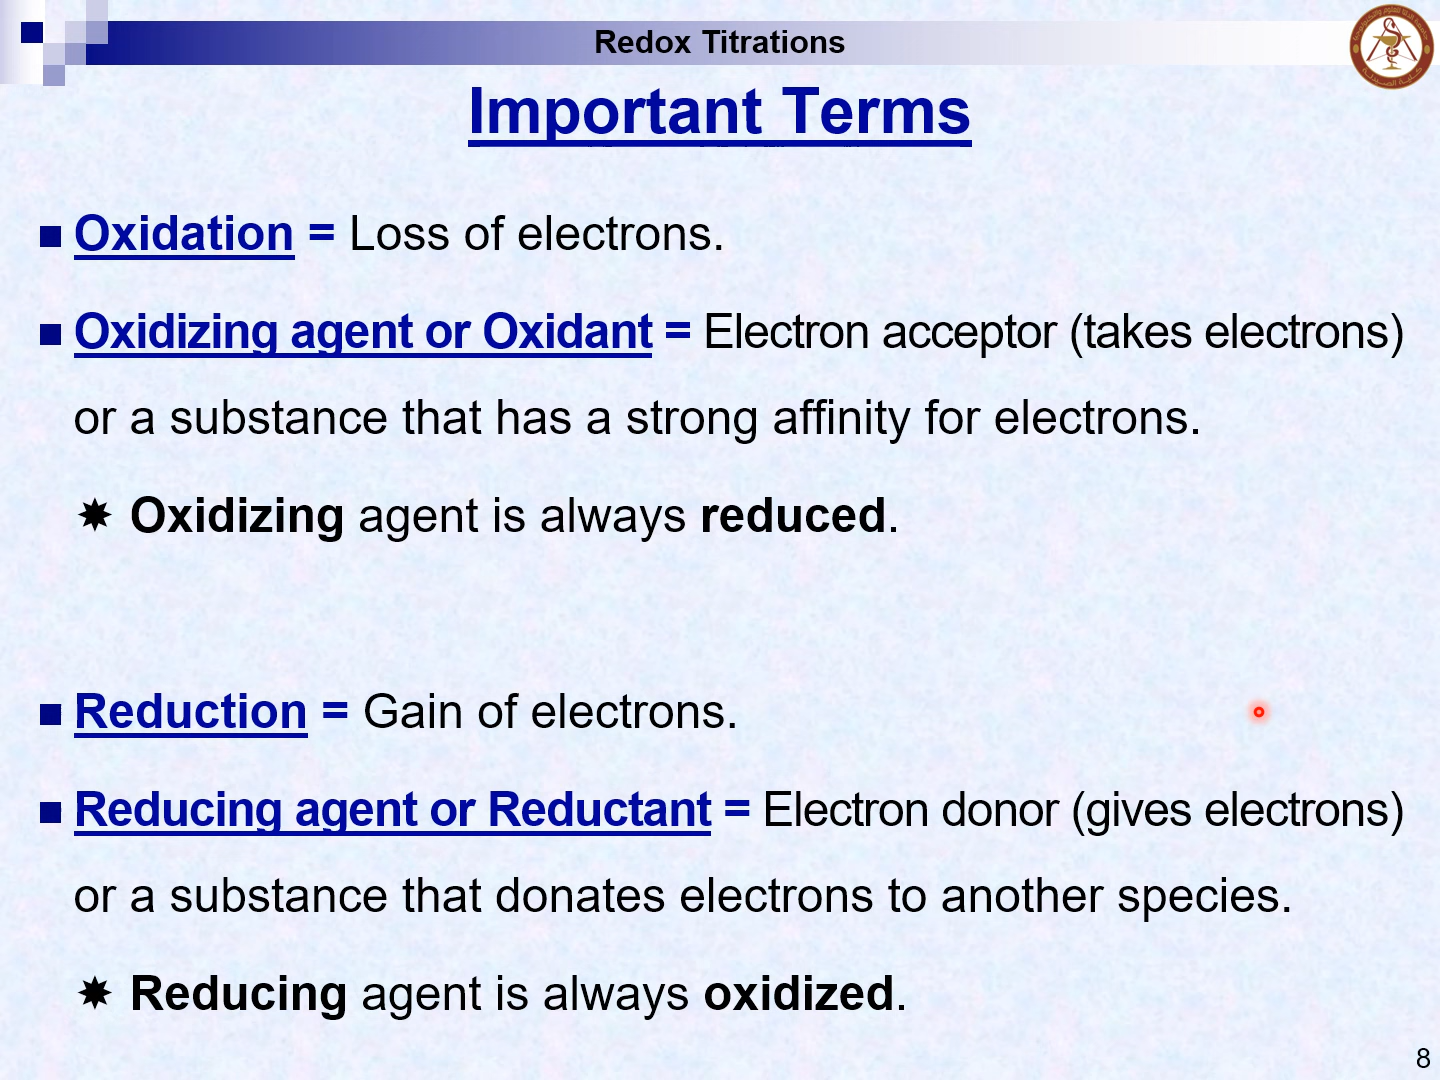 Redox Titrations
Important Terms
Oxidation = Loss of electrons.
Oxidizing agent or Oxidant = Electron acceptor (takes electrons)
or a substance that has a strong affinity for electrons.
Oxidizing agent is always reduced.
Reduction = Gain of electrons.
Reducing agent or Reductant = Electron donor (gives electrons)
or a substance that donates electrons to another species.
Reducing agent is always oxidized.
8